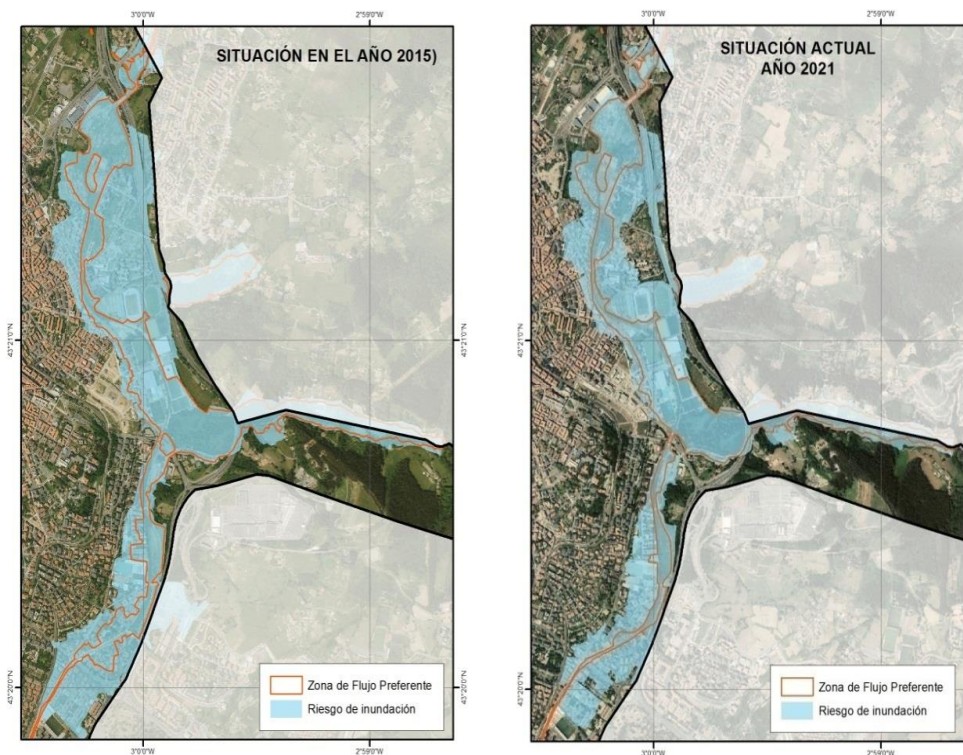 3°0'0"W
2°59'0"W
SITUACIÓN EN EL AÑO 2015)
43°21'0"N
43°20'0"N
Zona de Flujo Preferente
Riesgo de inundación
3°0'0"W
2°59'0"W
3°0'0"W
2°59'0"W
SITUACIÓN ACTUAL
AÑO 2021
43°21'0"N
43°20'0"N
Zona de Flujo Preferente
Riesgo de inundación
3°0'0"W
2°59'0"W